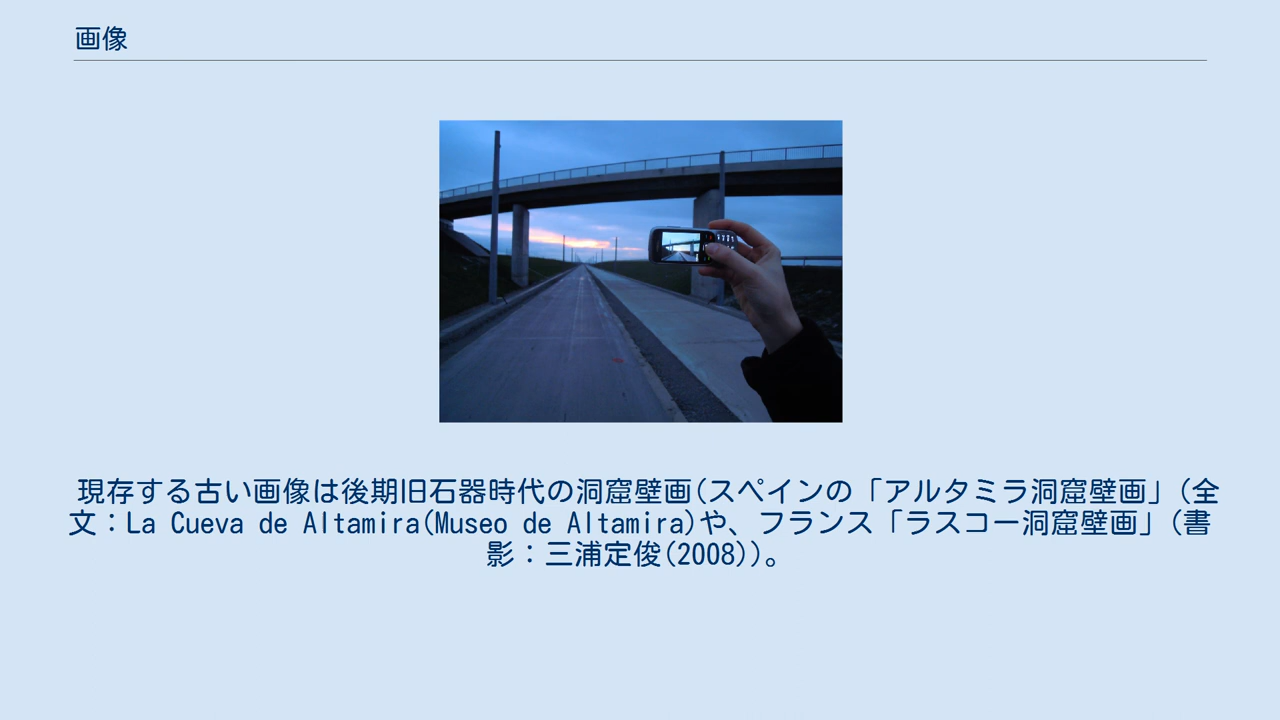 画像
現存する古い画像は後期旧石器時代の洞窟壁画(スペインの「アルタミラ洞窟壁画」(全
文：La Cueva de Altamira(Museo de Altamira)や、フランス「ラスコー洞窟壁画」(書
影：三浦定俊(2008))。